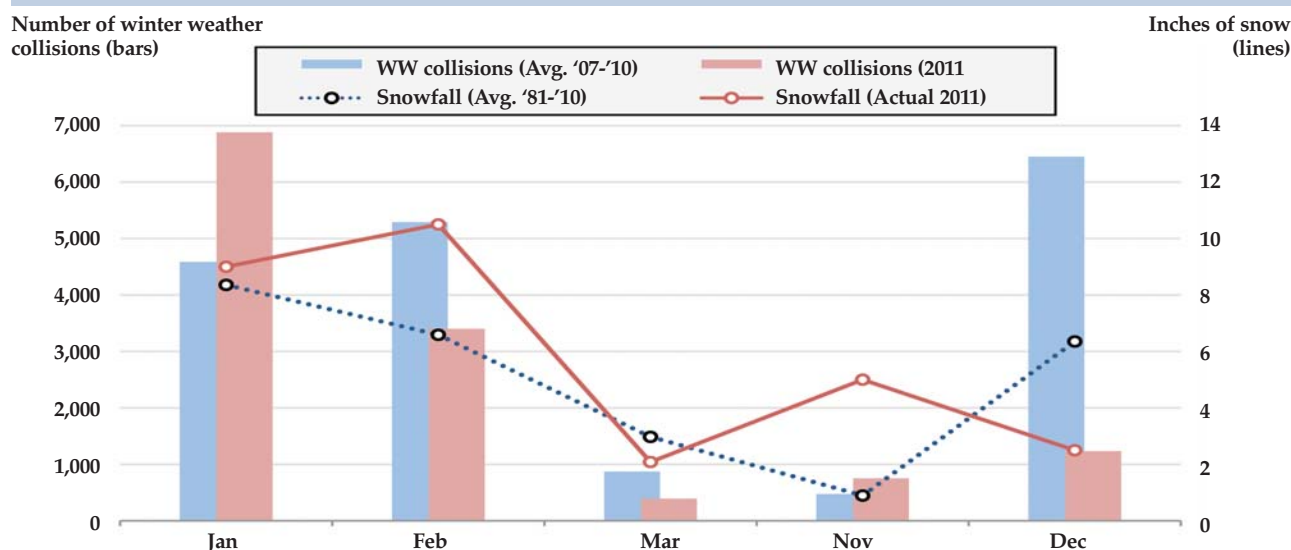 Number of winter weather
collisions (bars)
Inches of snow
(lines)
WW collisions (Avg. ‘07-’10)
WW collisions (2011
Snowfall (Avg. ‘81-’10)
Snowfall (Actual 2011)
7,000
6,000
5,000
4,000
3,000
2,000
1,000
0
14
12
10
8
6
4
2
0
Jan
Feb
Mar
Nov
Dec